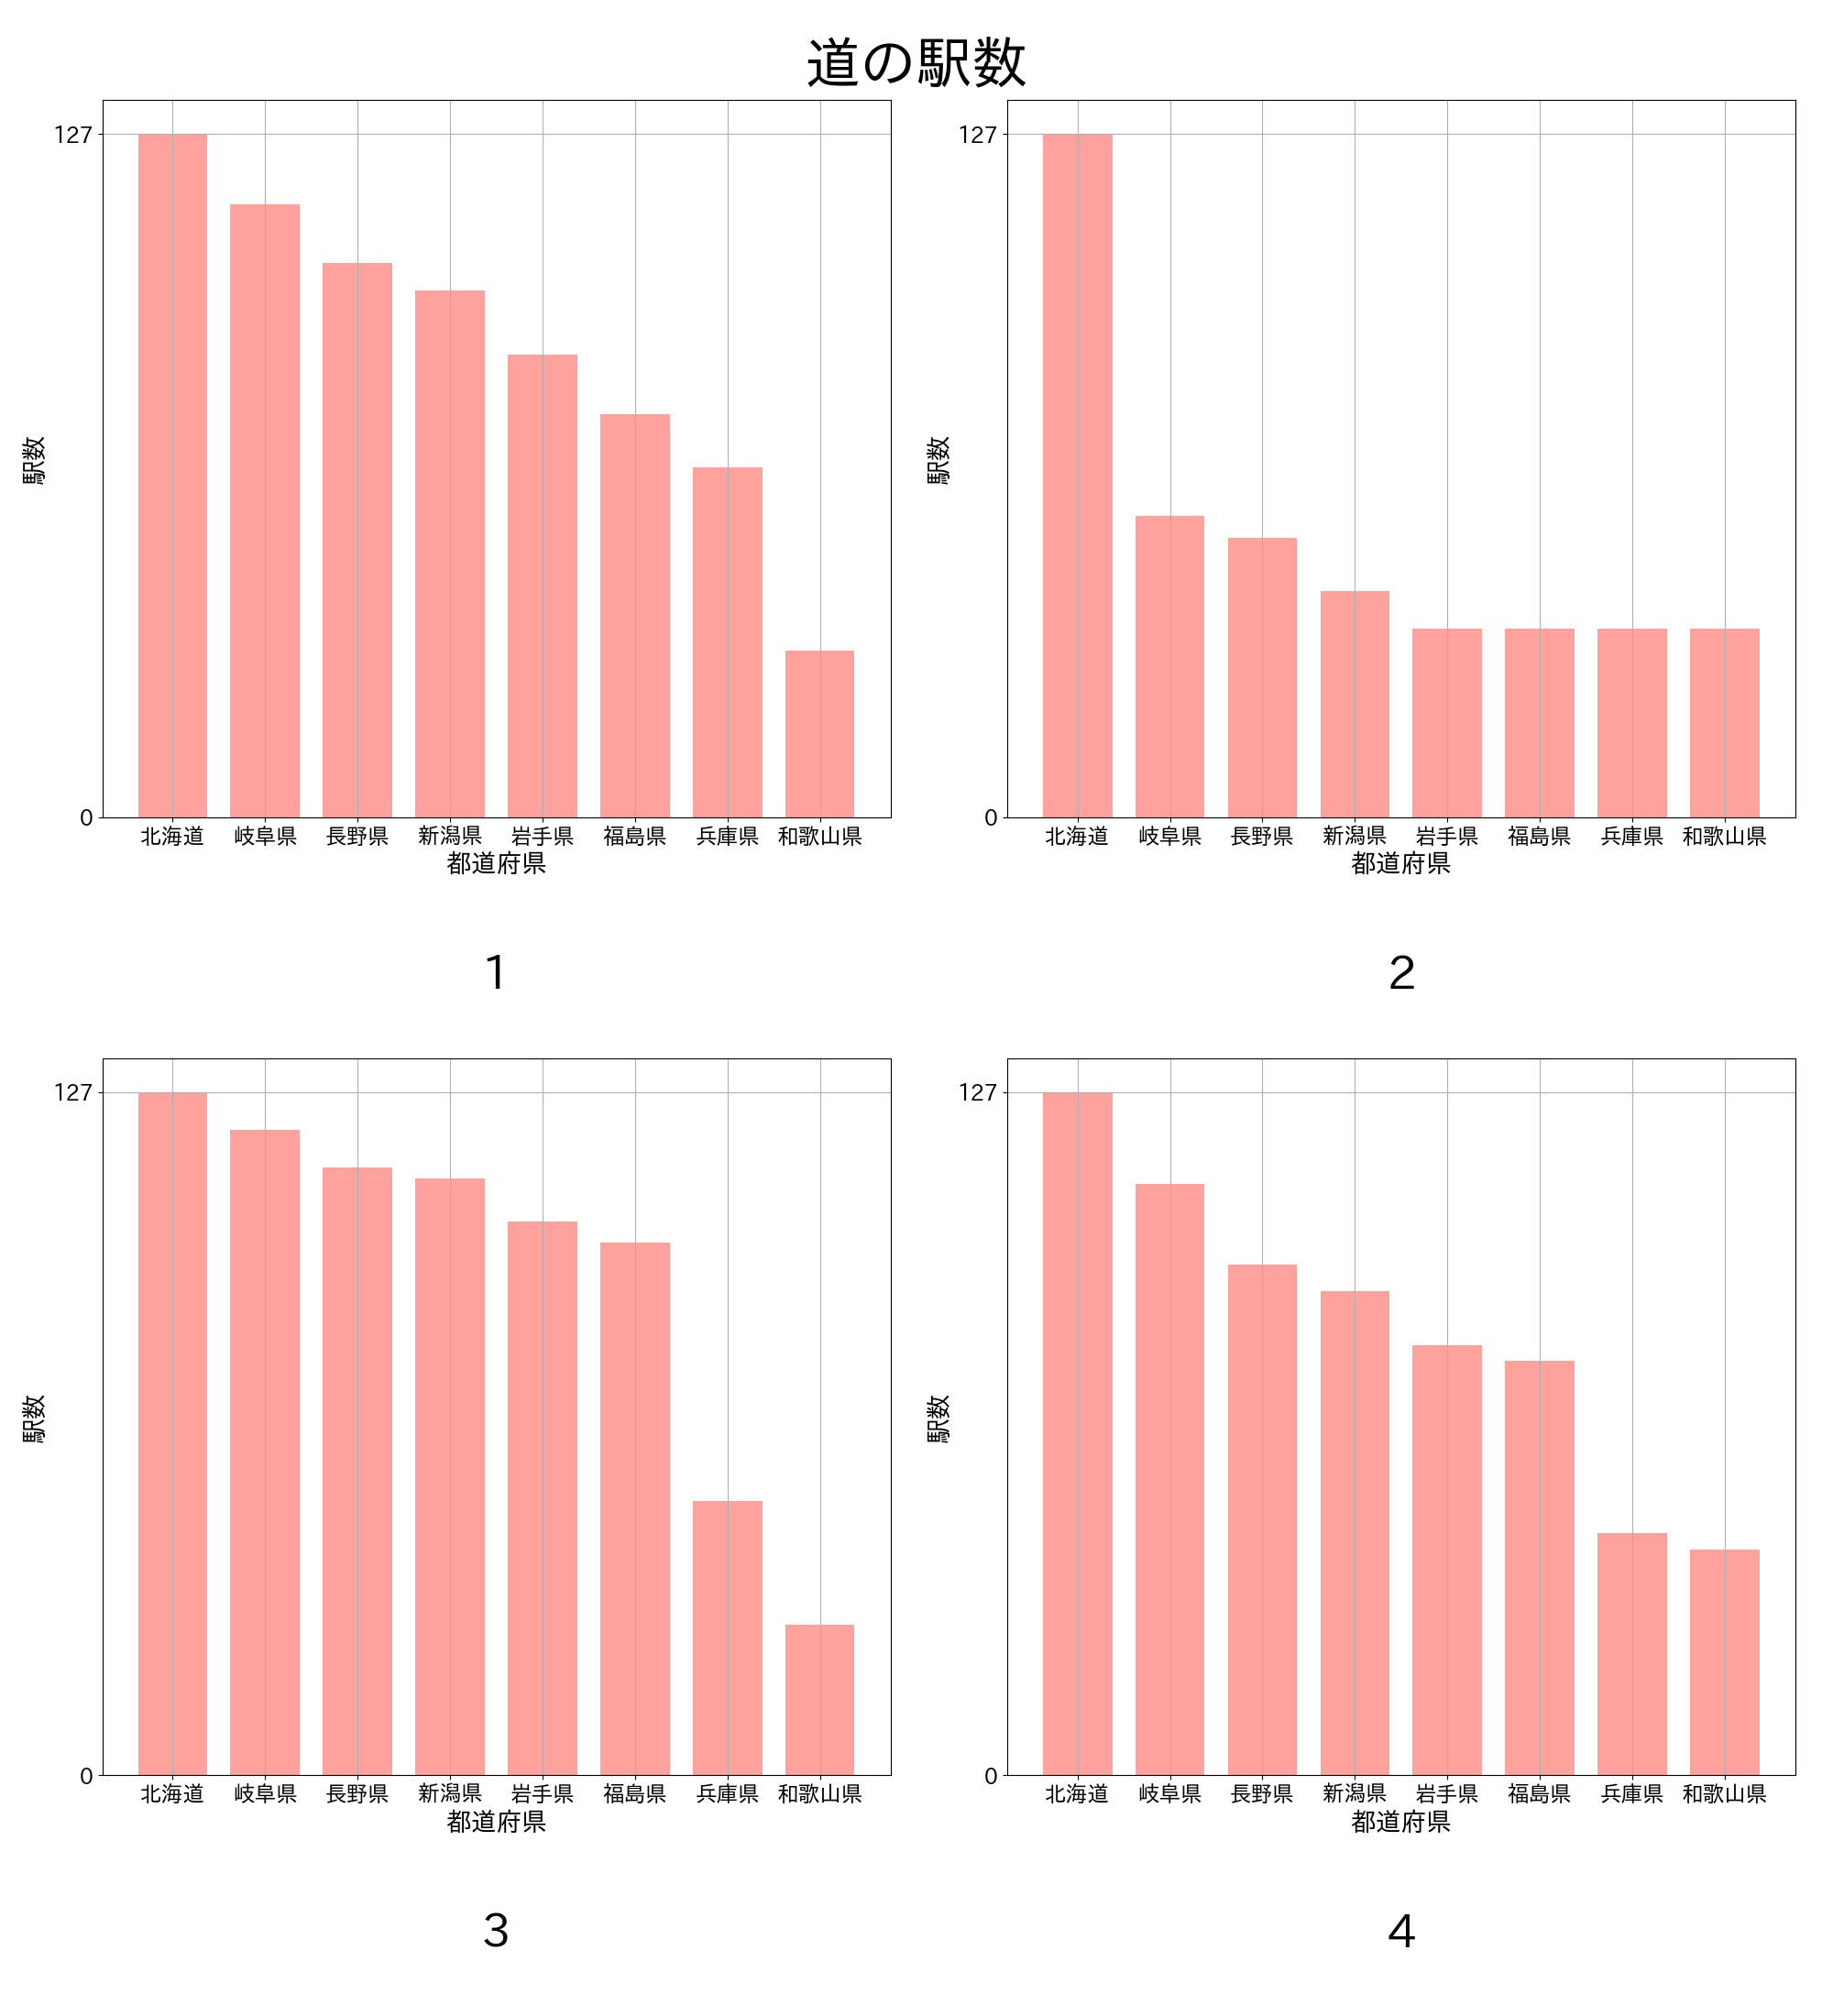 道の駅数
127
0
駅数
北海道 岐阜県 長野県 新潟県 岩手県 福島県 兵庫県 和歌山県
都道府県
1
127
0
駅数
北海道 岐阜県 長野県 新潟県 岩手県 福島県 兵庫県 和歌山県
都道府県
2
127
0
駅数
北海道 岐阜県 長野県 新潟県 岩手県 福島県 兵庫県 和歌山県
都道府県
3
127
0
駅数
北海道 岐阜県 長野県 新潟県 岩手県 福島県 兵庫県 和歌山県
都道府県
4